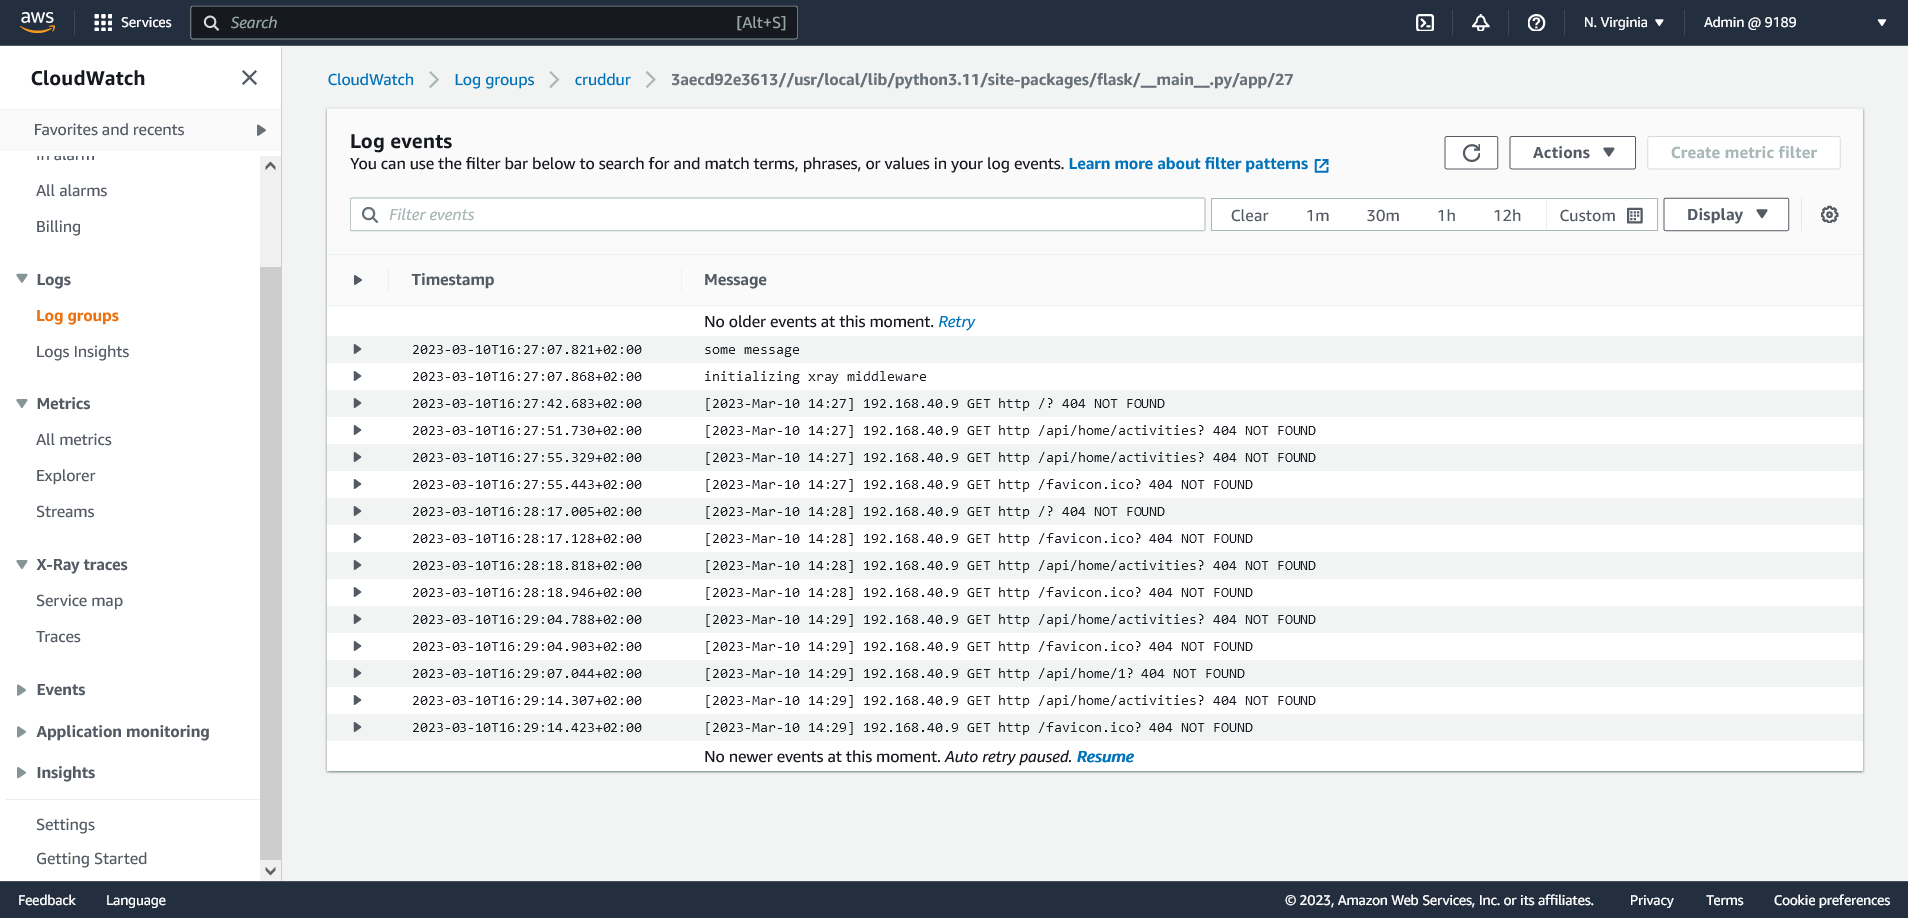 aws
Services
Search
[Alt+S]
N. Virginia
Admin @ 9189
CloudWatch
Favorites and recents
In alarm
All alarms
Billing
Logs
Log groups
Logs Insights
Metrics
All metrics
Explorer
Streams
X-Ray traces
Service map
Traces
Events
Application monitoring
Insights
Settings
Getting Started
CloudWatch > Log groups > cruddur > 3aecd92e3613//usr/local/lib/python3.11/site-packages/flask/__main__.py/app/27
Log events
You can use the filter bar below to search for and match terms, phrases, or values in your log events. Learn more about filter patterns
Actions
Create metric filter
Filter events
Clear 1m 30m 1h 12h Custom
Display
Timestamp Message
No older events at this moment. Retry
2023-03-10T16:27:07.821+02:00 some message
2023-03-10T16:27:07.868+02:00 initializing xray middleware
2023-03-10T16:27:42.683+02:00 [2023-Mar-10 14:27] 192.168.40.9 GET http /? 404 NOT FOUND
2023-03-10T16:27:51.730+02:00 [2023-Mar-10 14:27] 192.168.40.9 GET http /api/home/activities? 404 NOT FOUND
2023-03-10T16:27:55.329+02:00 [2023-Mar-10 14:27] 192.168.40.9 GET http /api/home/activities? 404 NOT FOUND
2023-03-10T16:27:55.443+02:00 [2023-Mar-10 14:27] 192.168.40.9 GET http /favicon.ico? 404 NOT FOUND
2023-03-10T16:28:17.005+02:00 [2023-Mar-10 14:28] 192.168.40.9 GET http /? 404 NOT FOUND
2023-03-10T16:28:17.128+02:00 [2023-Mar-10 14:28] 192.168.40.9 GET http /favicon.ico? 404 NOT FOUND
2023-03-10T16:28:18.818+02:00 [2023-Mar-10 14:28] 192.168.40.9 GET http /api/home/activities? 404 NOT FOUND
2023-03-10T16:28:18.946+02:00 [2023-Mar-10 14:28] 192.168.40.9 GET http /favicon.ico? 404 NOT FOUND
2023-03-10T16:29:04.788+02:00 [2023-Mar-10 14:29] 192.168.40.9 GET http /api/home/activities? 404 NOT FOUND
2023-03-10T16:29:04.903+02:00 [2023-Mar-10 14:29] 192.168.40.9 GET http /favicon.ico? 404 NOT FOUND
2023-03-10T16:29:07.044+02:00 [2023-Mar-10 14:29] 192.168.40.9 GET http /api/home/1? 404 NOT FOUND
2023-03-10T16:29:14.307+02:00 [2023-Mar-10 14:29] 192.168.40.9 GET http /api/home/activities? 404 NOT FOUND
2023-03-10T16:29:14.423+02:00 [2023-Mar-10 14:29] 192.168.40.9 GET http /favicon.ico? 404 NOT FOUND
No newer events at this moment. Auto retry paused. Resume
Feedback Language © 2023, Amazon Web Services, Inc. or its affiliates. Privacy Terms Cookie preferences